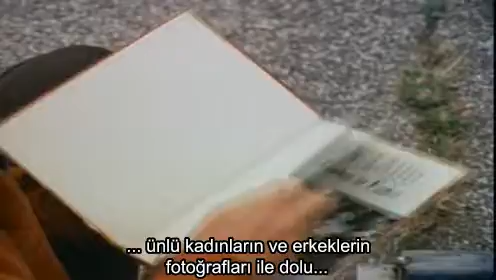 ... ünlü kadınların ve erkeklerin
fotoğrafları ile dolu...